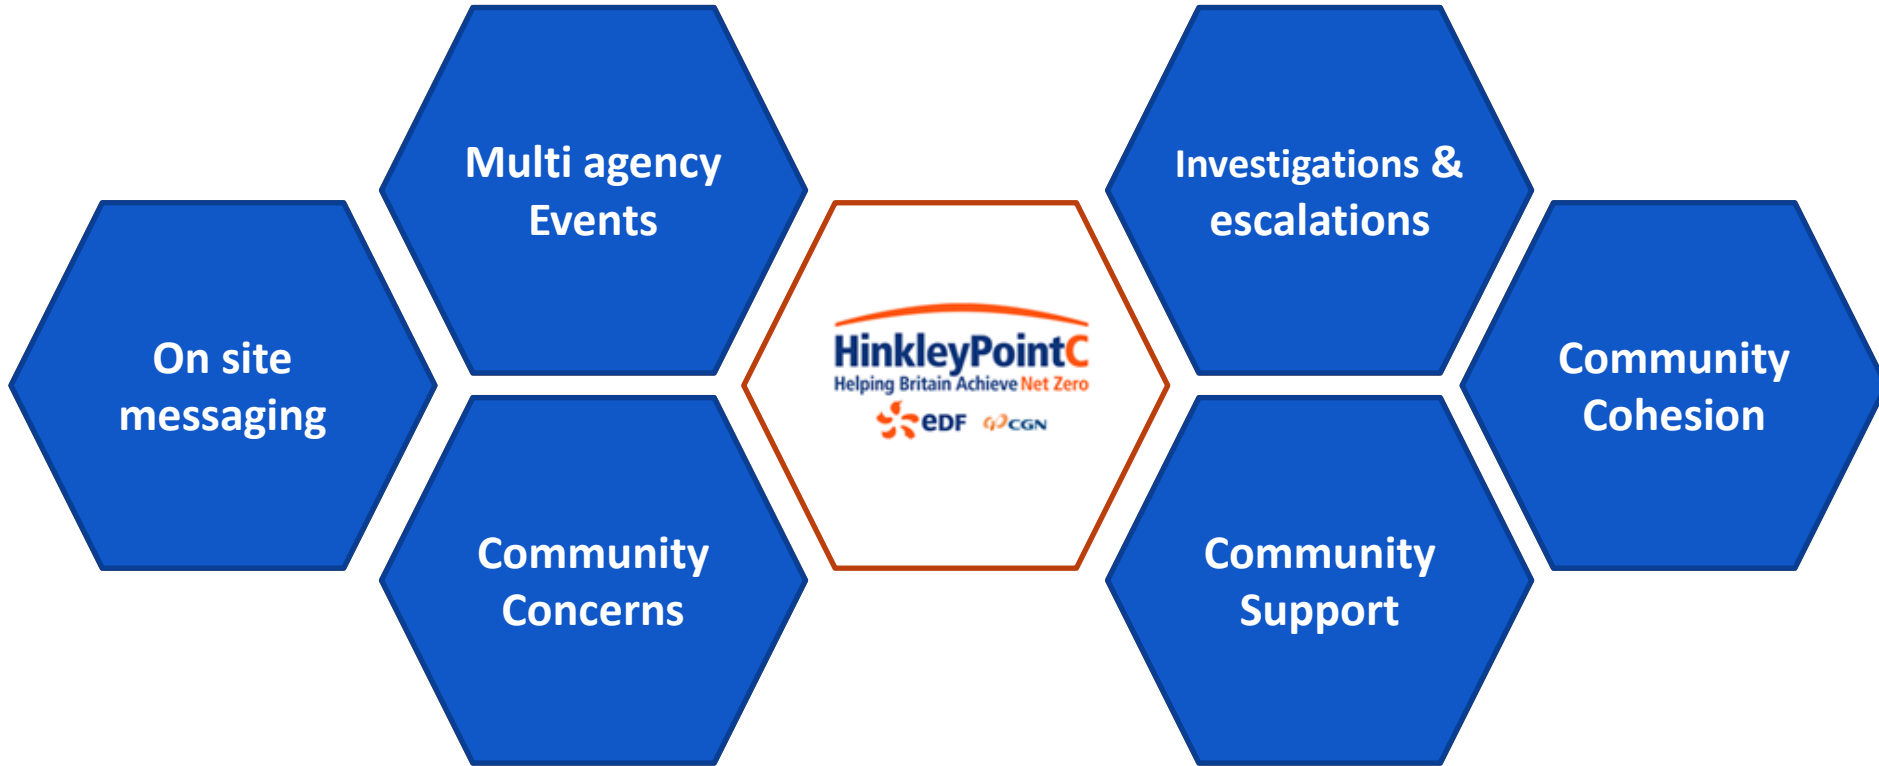 On site
messaging
Multi agency
Events
Community
Concerns
HinkleyPointC
Helping Britain Achieve Net Zero
eDF CGN
Investigations &
escalations
Community
Support
Community
Cohesion